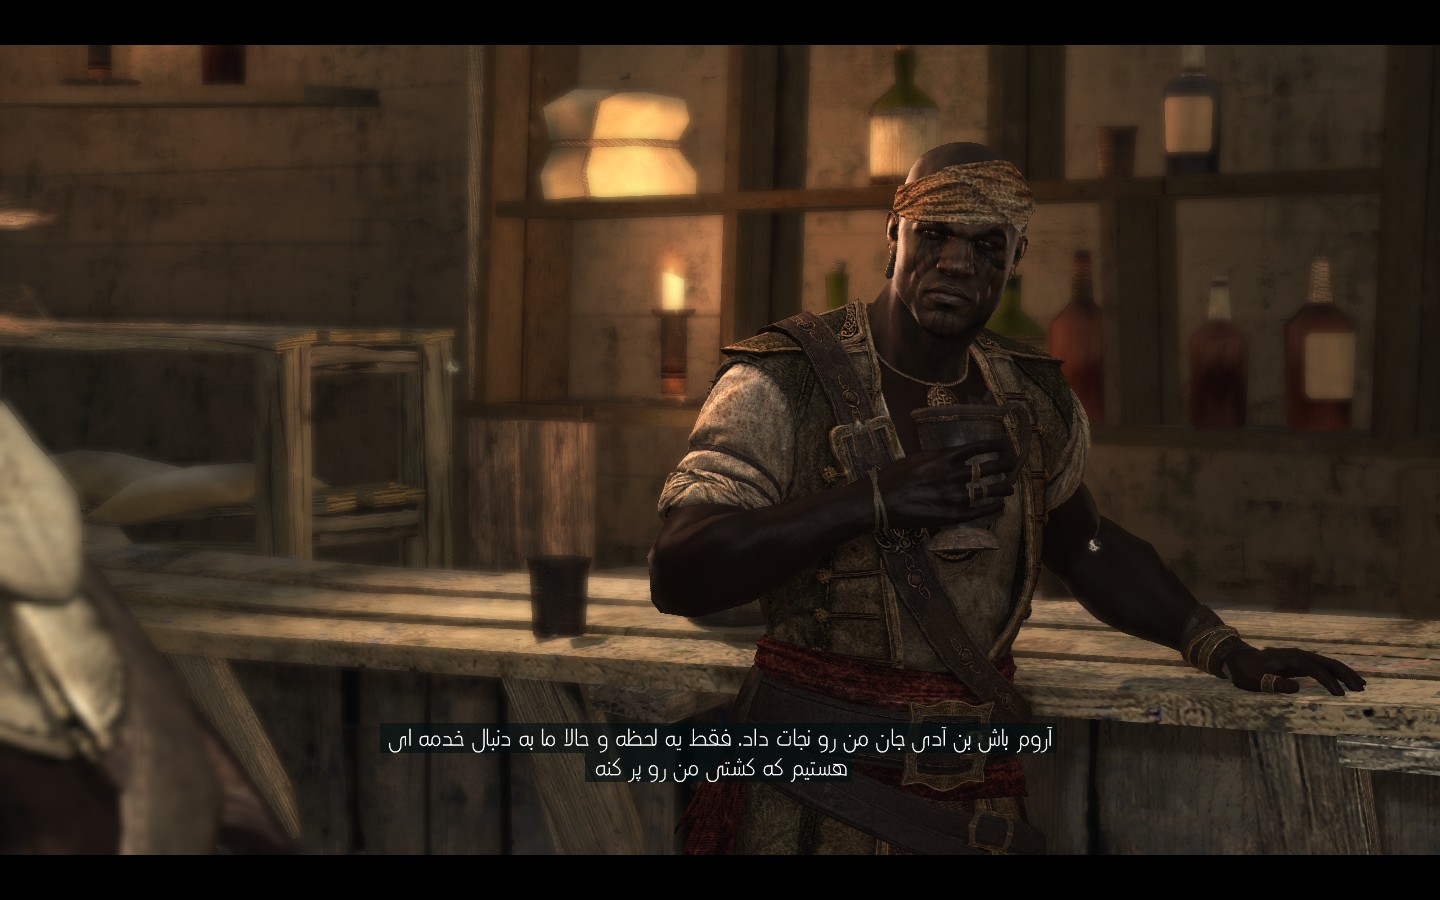 آروم باش بن آدی جان من رو نجات داد. فقط یه لحظه و حالا ما به دنبال خدمه ای
هستیم که کشتی من رو پر کنه